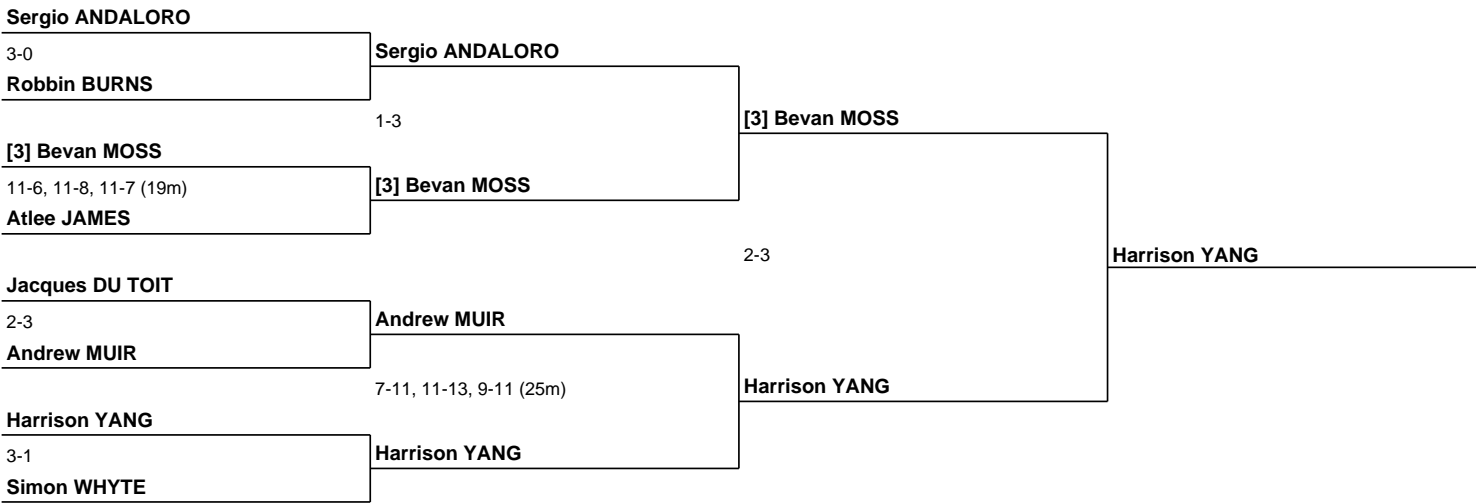 Sergio ANDALORO
3-0
Robbin BURNS
Sergio ANDALORO
1-3
[3] Bevan MOSS
[3] Bevan MOSS
11-6, 11-8, 11-7 (19m)
Atlee JAMES
[3] Bevan MOSS
2-3
Harrison YANG
Jacques DU TOIT
2-3
Andrew MUIR
Andrew MUIR
7-11, 11-13, 9-11 (25m)
Harrison YANG
Harrison YANG
3-1
Simon WHYTE
Harrison YANG